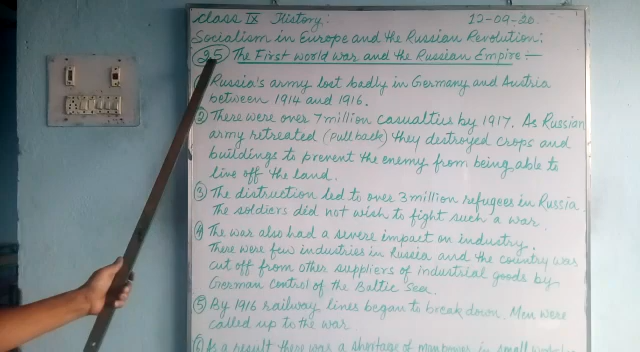 class IX History: 12-09-20.
Socialism in Europe and the Russian Revolution:
25 The First world war and the Russian Empire :-
Russia's army lost badly in Germany and Austria
between 1914 and 1916.
② There were over 7 million casualties by 1917. As Russian
army retreated (pull back) they destroyed crops and
buildings to prevent the enemy from being able to
live off the land.
③ The distruction led to over 3 million refugees in Russia.
The soldiers did not wish to fight such a war.
④ The war also had a severe impact on industry.
There were few industries in Russia and the country was
cut off from other suppliers of industrial goods by
German control of the Baltic Sea.
⑤ By 1916 railway lines began to break down. Men were
called up to the war
⑥ As a result there was a shortage of man power in small